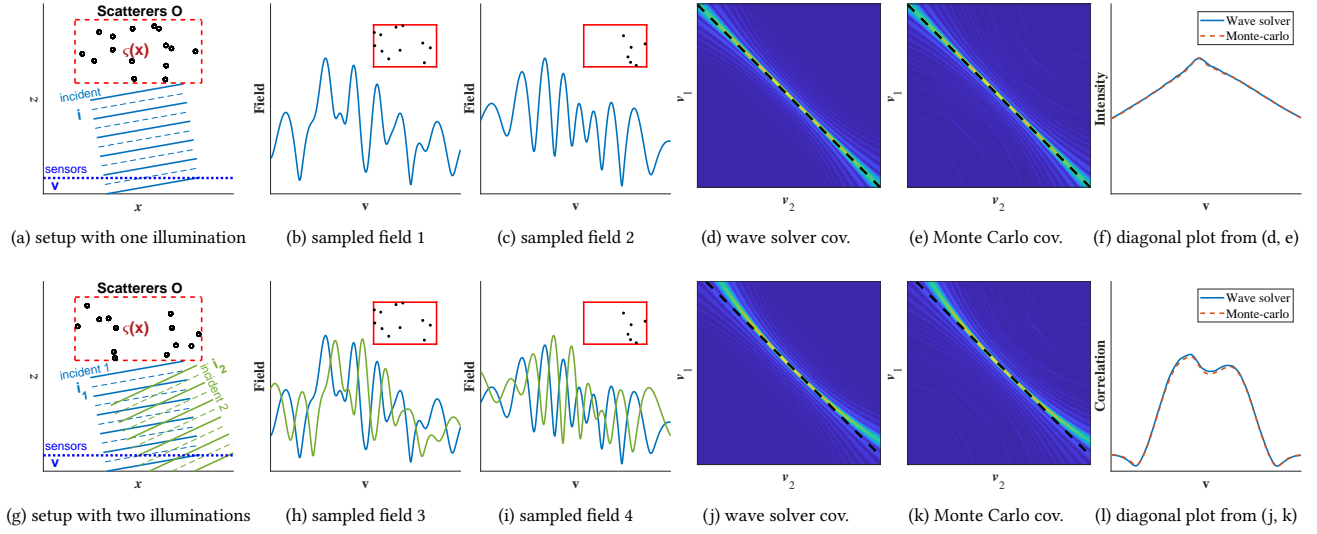 Scatterers O
ς(x)
incident
i
sensors
v
z
x
Field
v
Field
v
v1
v2
v1
v2
Wave solver
Monte-carlo
Intensity
v
(a) setup with one illumination
(b) sampled field 1
(c) sampled field 2
(d) wave solver cov.
(e) Monte Carlo cov.
(f) diagonal plot from (d, e)
Scatterers O
ς(x)
incident 1
i1
i2
incident 2
sensors
v
z
x
Field
v
Field
v
v1
v2
v1
v2
Wave solver
Monte-carlo
Correlation
v
(g) setup with two illuminations
(h) sampled field 3
(i) sampled field 4
(j) wave solver cov.
(k) Monte Carlo cov.
(l) diagonal plot from (j, k)